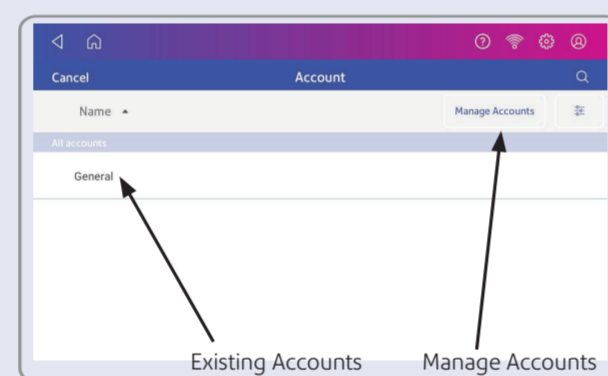 Cancel Account
Name Manage Accounts
All accounts
General
Existing Accounts Manage Accounts